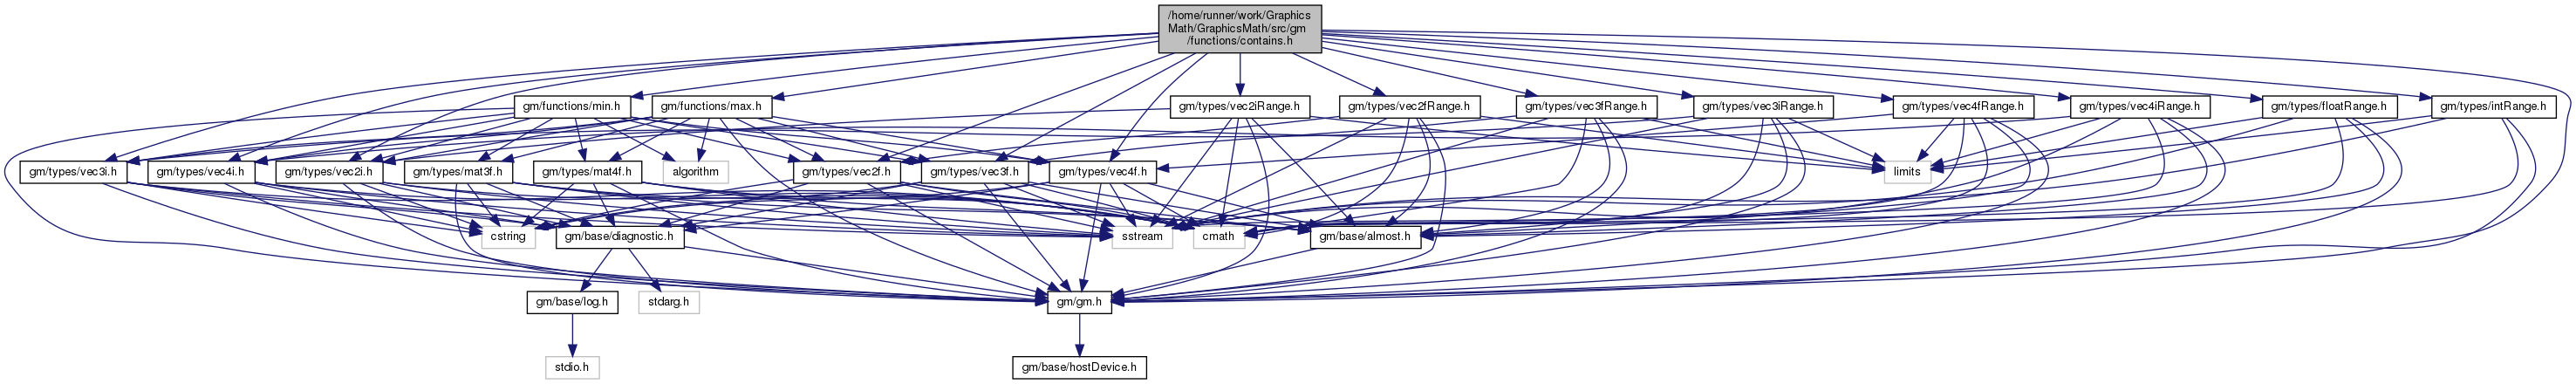 /home/runner/work/Graphics
Math/GraphicsMath/src/gm
/functions/contains.h
gm/functions/min.h
gm/functions/max.h
gm/types/vec2iRange.h
gm/types/vec2fRange.h
gm/types/vec3fRange.h
gm/types/vec3iRange.h
gm/types/vec4fRange.h
gm/types/vec4iRange.h
gm/types/floatRange.h
gm/types/intRange.h
gm/types/vec3i.h
gm/types/vec4i.h
gm/types/vec2i.h
gm/types/mat3f.h
gm/types/mat4f.h
algorithm
gm/types/vec2f.h
gm/types/vec3f.h
gm/types/vec4f.h
limits
cstring
gm/base/diagnostic.h
sstream
cmath
gm/base/almost.h
gm/base/log.h
stdarg.h
gm/gm.h
stdio.h
gm/base/hostDevice.h